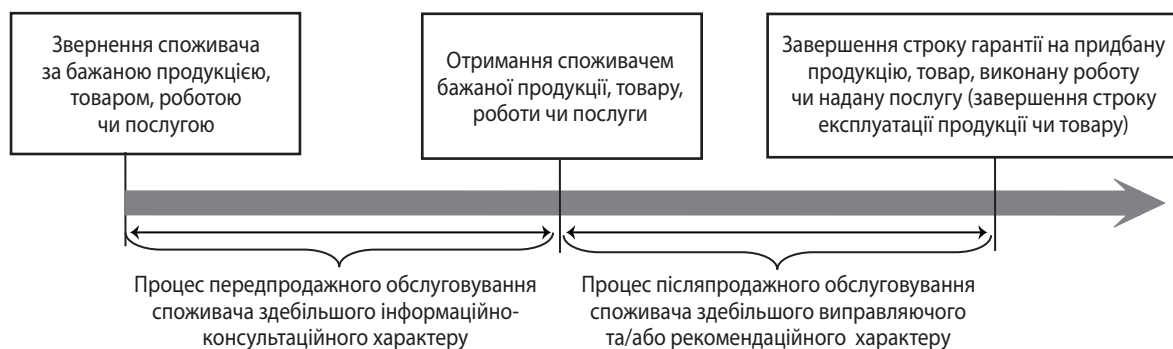 Звернення споживача
за бажаною продукцією,
товаром, роботою
чи послугою
Отримання споживачем
бажаної продукції, товару,
роботи чи послуги
Завершення строку гарантії на придбану
продукцію, товар, виконану роботу
чи надану послугу (завершення строку
експлуатації продукції чи товару)
Процес передпродажного обслуговування
споживача здебільшого інформаційно-
консультаційного характеру
Процес післяпродажного обслуговування
споживача здебільшого виправляючого
та/або рекомендаційного характеру